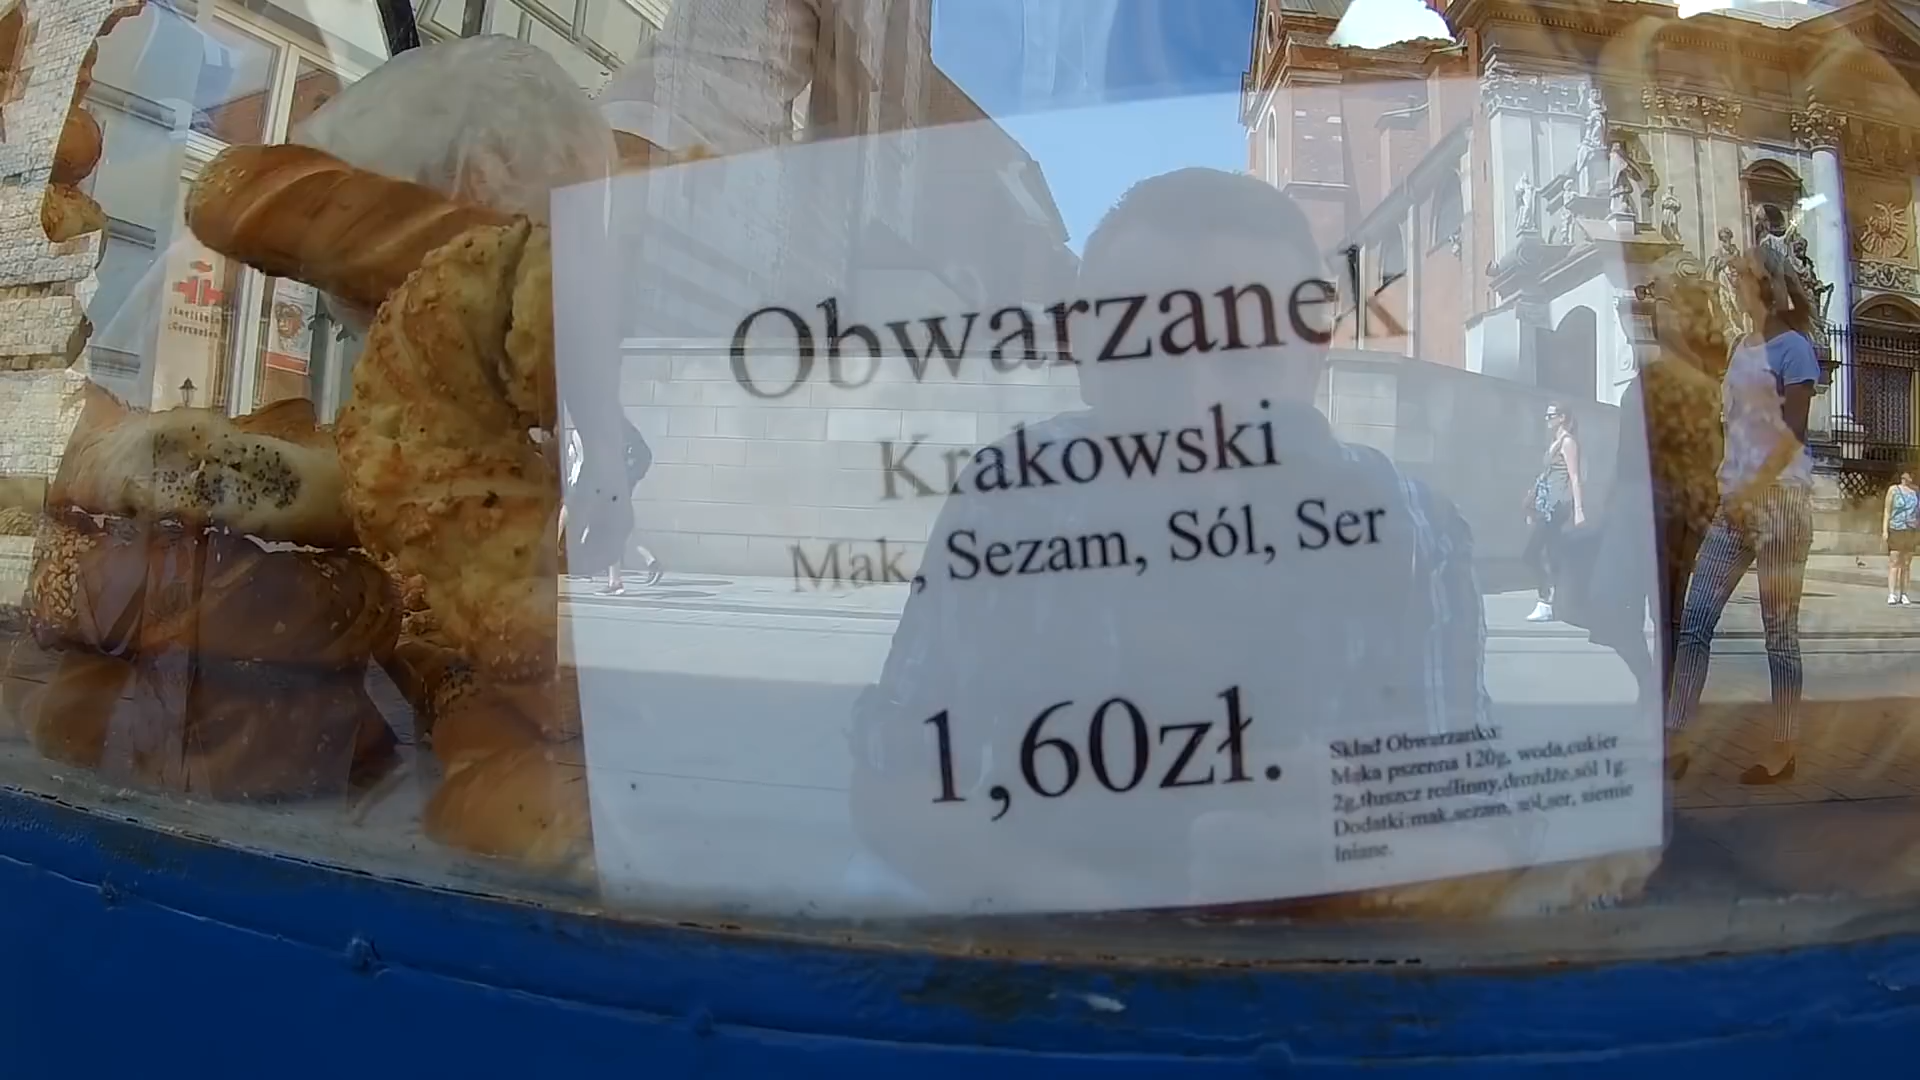 Obwarzanek
Krakowski
Mak, Sezam, Sól, Ser
1,60zł.
Skład Obwarzanka:
Mąka pszenna 120g, woda,cukier
2g,tłuszcz roślinny,drożdże,sól 1g.
Dodatki:mak,sezam, sól,ser, siemie
lniane.